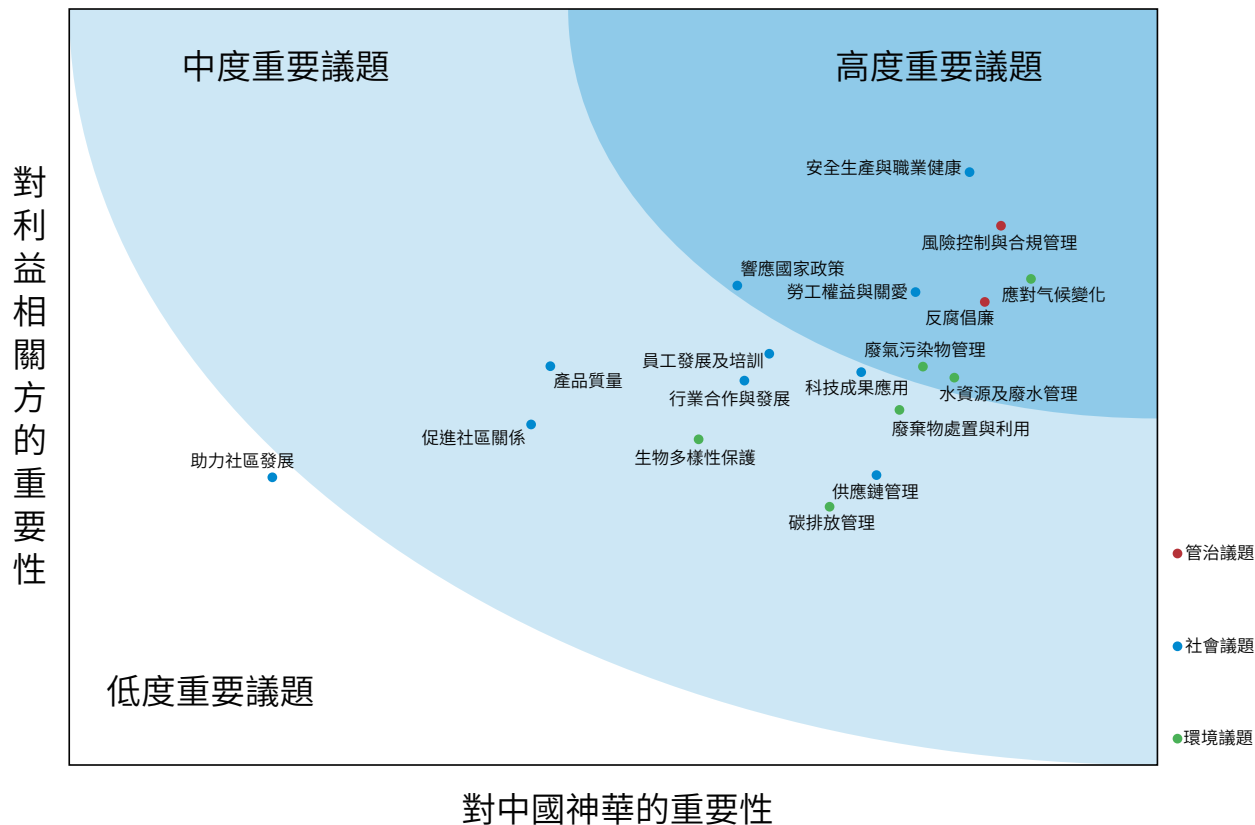 中度重要議題
高度重要議題
安全生產與職業健康
風險控制與合規管理
響應國家政策
勞工權益與關愛
應對气候變化
反腐倡廉
廢氣污染物管理
員工發展及培訓
產品質量
行業合作與發展
科技成果應用
水資源及廢水管理
廢棄物處置與利用
促進社區關係
生物多樣性保護
助力社區發展
供應鏈管理
碳排放管理
低度重要議題
對利益相關方的重要性
對中國神華的重要性
管治議題
社會議題
環境議題